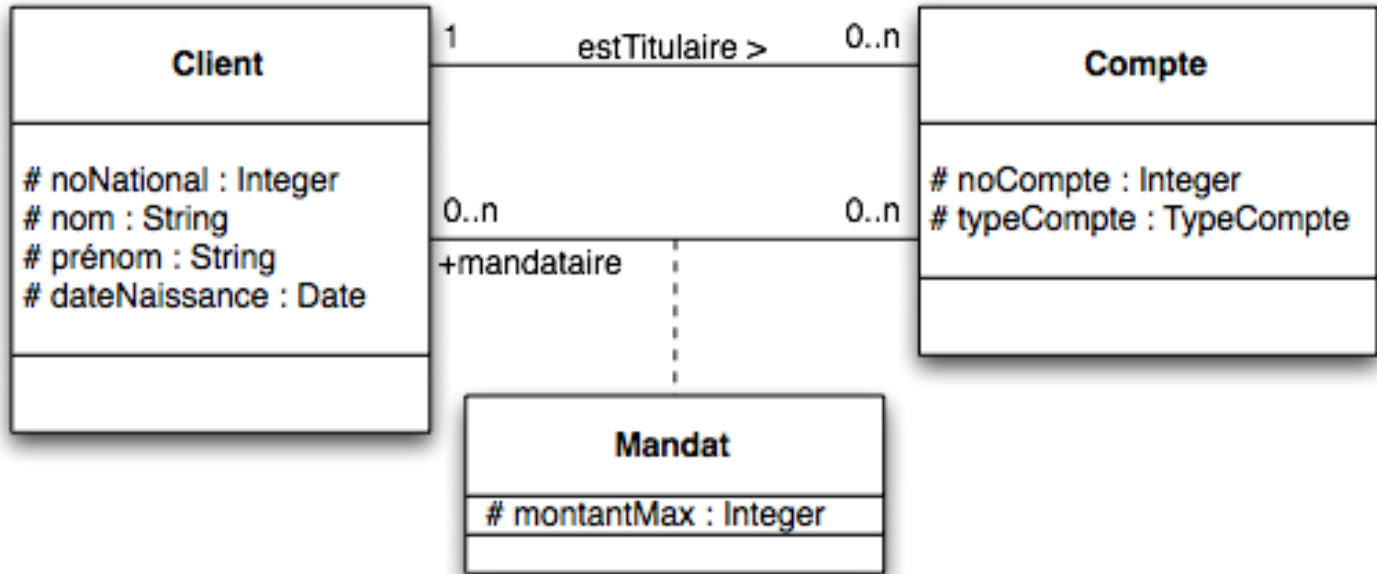 Client
# noNational : Integer
# nom : String
# prénom : String
# dateNaissance : Date
1
estTitulaire >
0..n
0..n
0..n
+mandataire
Compte
# noCompte : Integer
# typeCompte : TypeCompte
Mandat
# montantMax : Integer